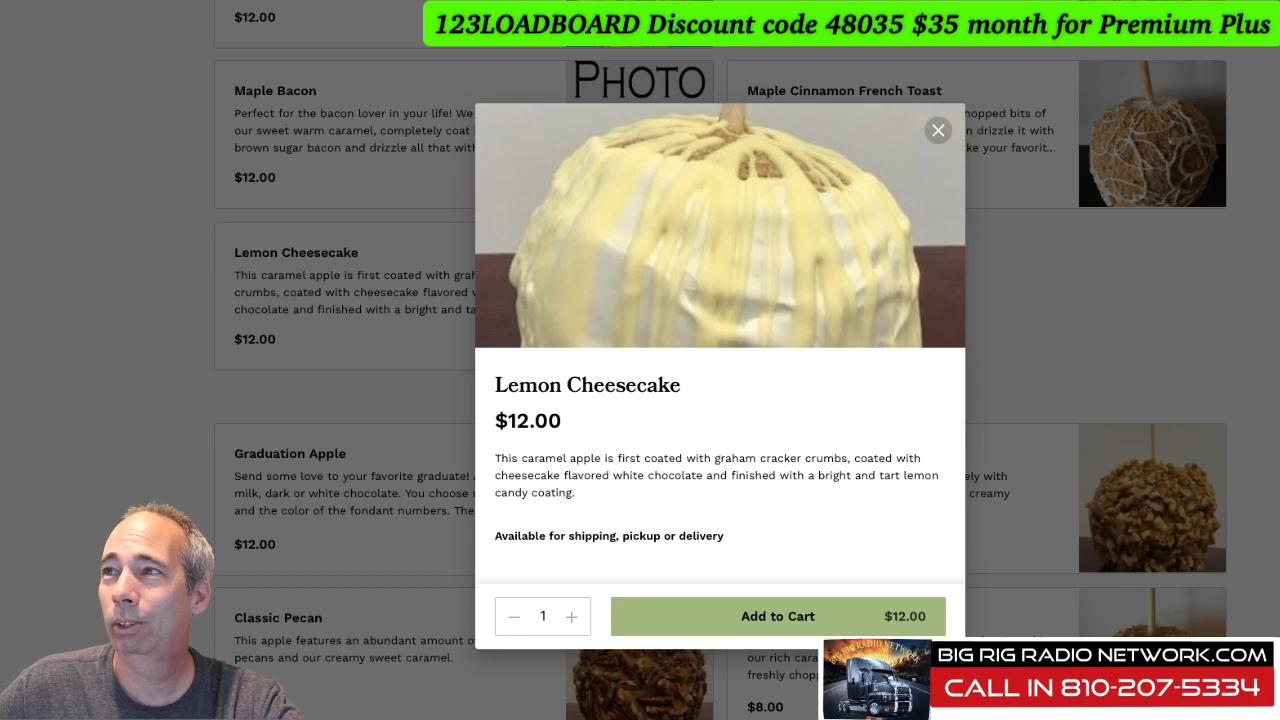 123LOADBOARD Discount code 48035 $35 month for Premium Plus
$12.00
Maple Bacon
Perfect for the bacon lover in your life! We
our sweet warm caramel, completely coat
brown sugar bacon and drizzle all that with
$12.00
PHOTO
Maple Cinnamon French Toast
hopped bits of
n drizzle it with
ke your favorit...
Lemon Cheesecake
This caramel apple is first coated with grah
crumbs, coated with cheesecake flavored
chocolate and finished with a bright and ta
$12.00
Lemon Cheesecake
$12.00
This caramel apple is first coated with graham cracker crumbs, coated with
cheesecake flavored white chocolate and finished with a bright and tart lemon
candy coating.
Available for shipping, pickup or delivery
1
Add to Cart $12.00
Graduation Apple
Send some love to your favorite graduate!
milk, dark or white chocolate. You choose
and the color of the fondant numbers. The
$12.00
ely with
creamy
Classic Pecan
This apple features an abundant amount o
pecans and our creamy sweet caramel.
our rich cara
freshly chop
$8.00
BIG RIG RADIO NETWORK
BIG RIG RADIO NETWORK.COM
CALL IN 810-207-5334